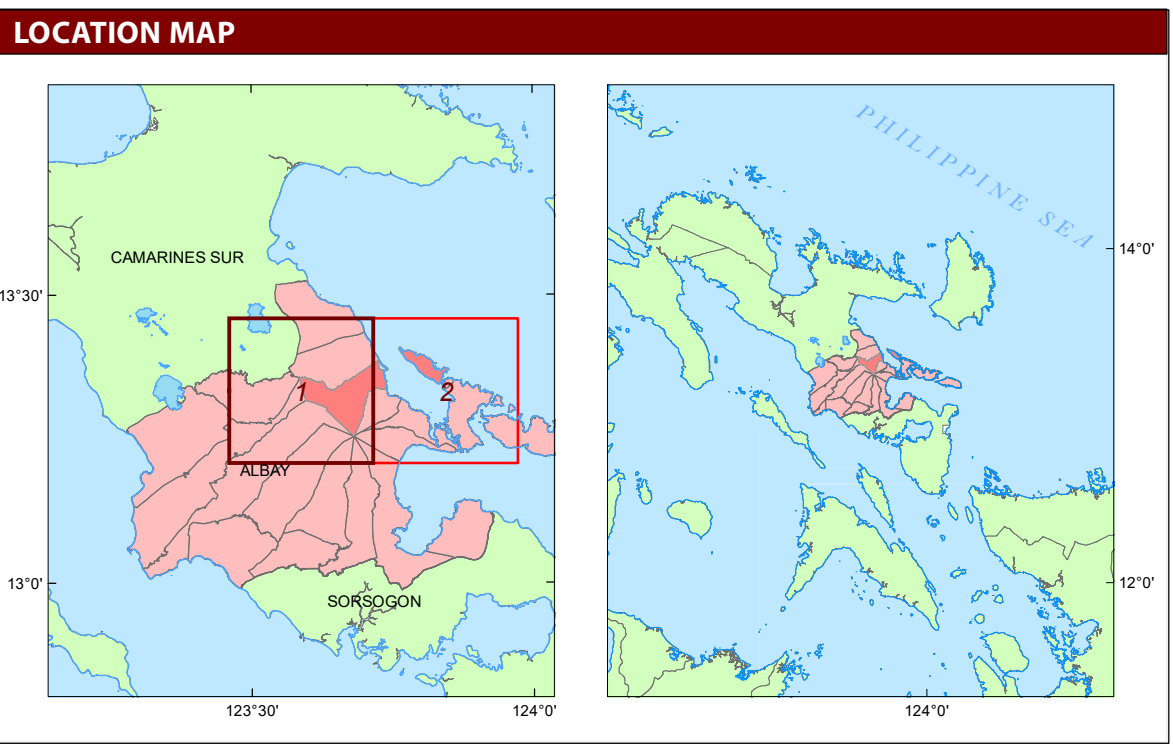 LOCATION MAP
PHILIPPINE SEA
14°0'
CAMARINES SUR
13°30'
1
2
ALBAY
13°0'
12°0'
SORSOGON
123°30'
124°0'
124°0'